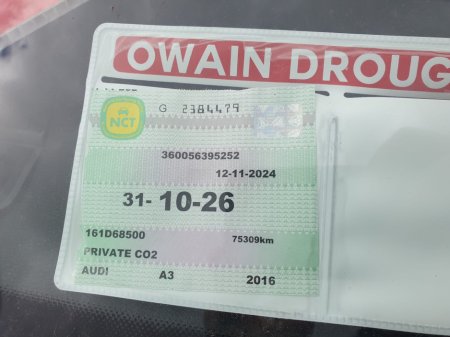 OWAIN DROUG
NCT
G 2384479
360056395252
12-11-2024
31- 10-26
161D68500
75309km
PRIVATE CO2
AUDI A3 2016